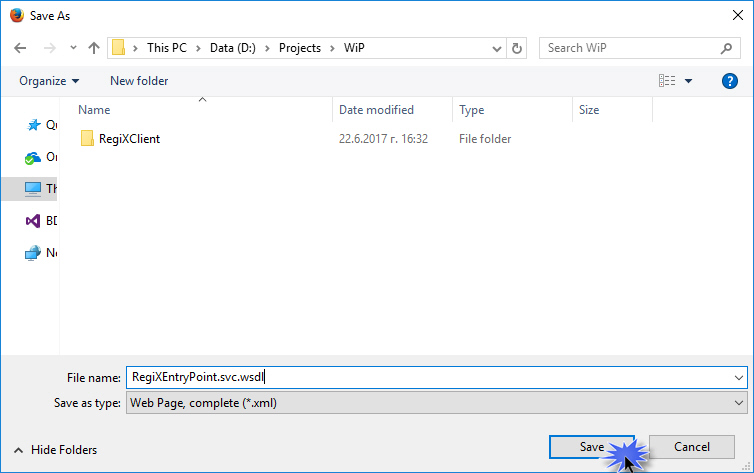 Save As
This PC > Data (D:) > Projects > WiP
Search WiP
Organize
New folder
?
Name
Date modified
Type
Size
RegiXClient
22.6.2017 г. 16:32
File folder
Qu
On
Th
BD
Ne
File name:
RegiXEntryPoint.svc.wsdl
Save as type:
Web Page, complete (*.xml)
Hide Folders
Save
Cancel